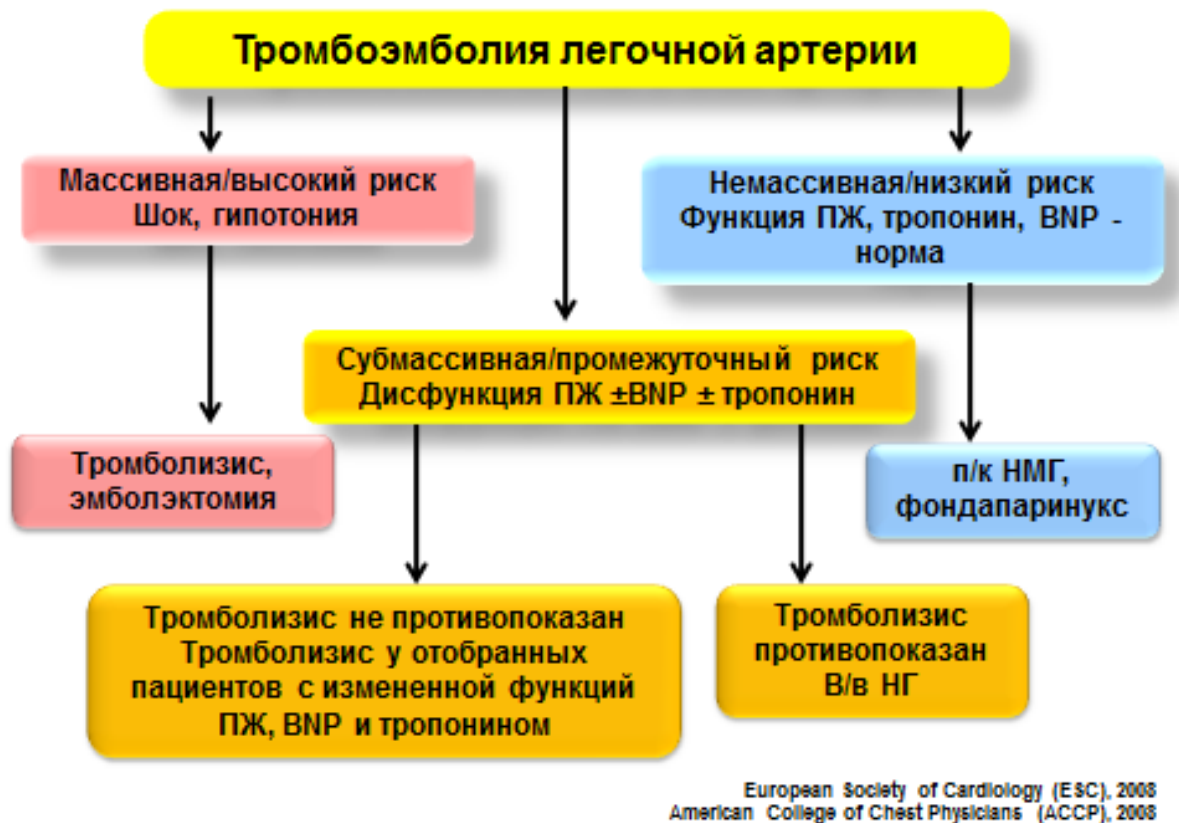 Тромбоэмболия легочной артерии
Массивная/высокий риск
Шок, гипотония
Немассивная/низкий риск
Функция ПЖ, тропонин, BNP -
норма
Субмассивная/промежуточный риск
Дисфункция ПЖ ±BNP ± тропонин
Тромболизис,
эмболэктомия
п/к НМГ,
фондапаринукс
Тромболизис не противопоказан
Тромболизис у отобранных
пациентов с измененной функций
ПЖ, BNP и тропонином
Тромболизис
противопоказан
В/в НГ
European Society of Cardiology (ESC), 2008
American College of Chest Physicians (ACCP), 2008